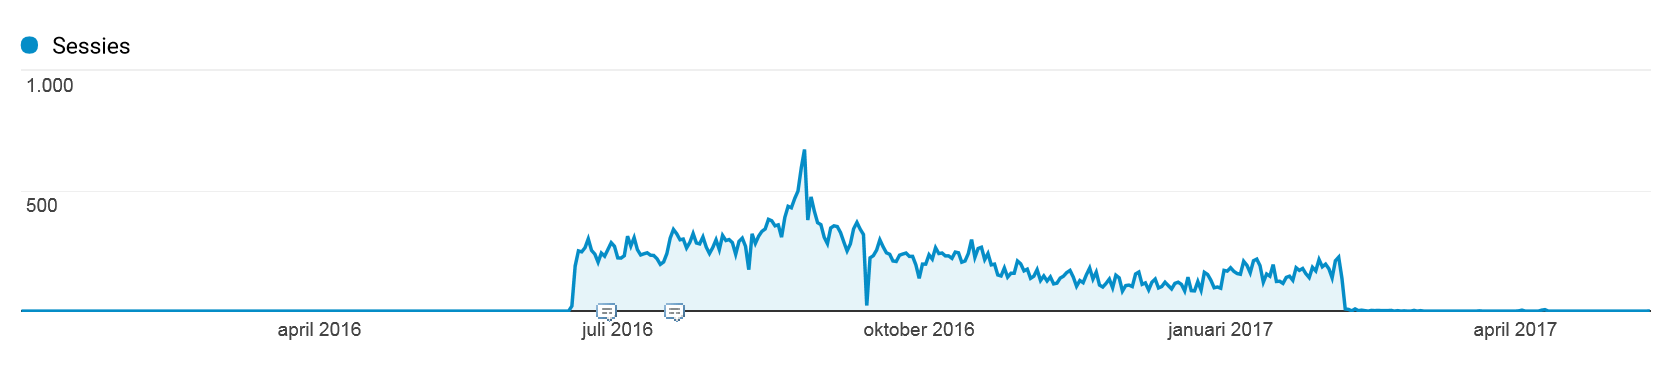 Sessies
1.000
500
april 2016
juli 2016
oktober 2016
januari 2017
april 2017